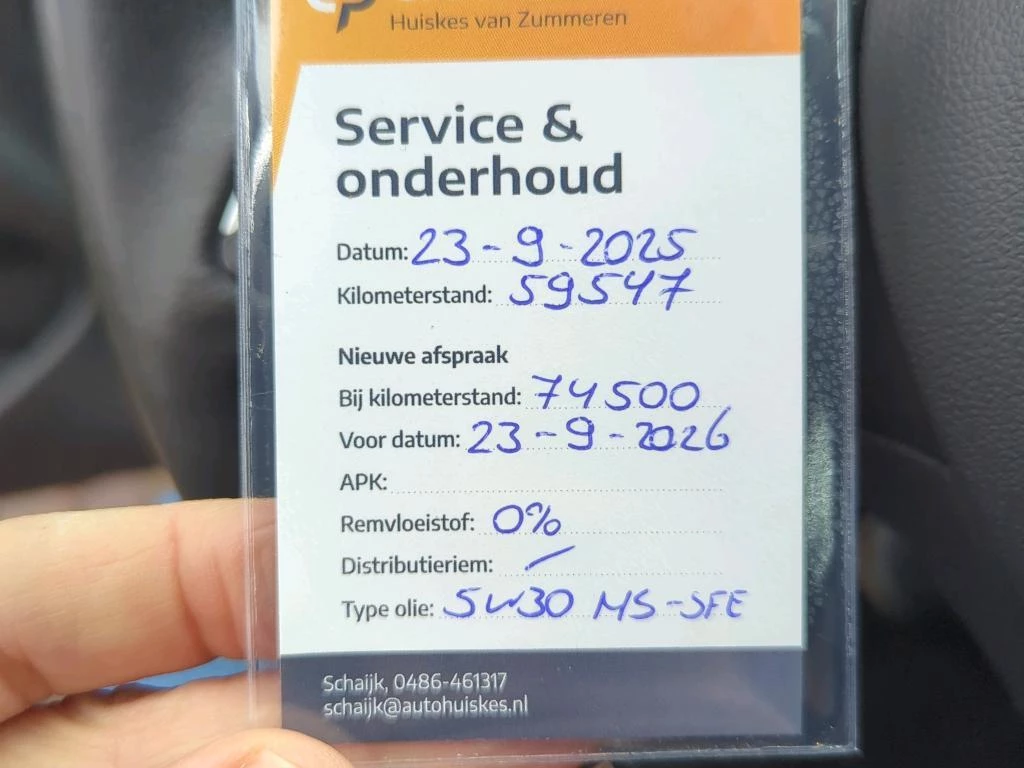 Huiskes van Zummeren
Service &
onderhoud
Datum: 23-9-2025
Kilometerstand: 59547
Nieuwe afspraak
Bij kilometerstand: 74500
Voor datum: 23-9-2026
APK:
Remvloeistof: 0%
Distributieriem: /
Type olie: 5W30 MS-SFE
Schaijk, 0486-461317
schaijk@autohuiskes.nl